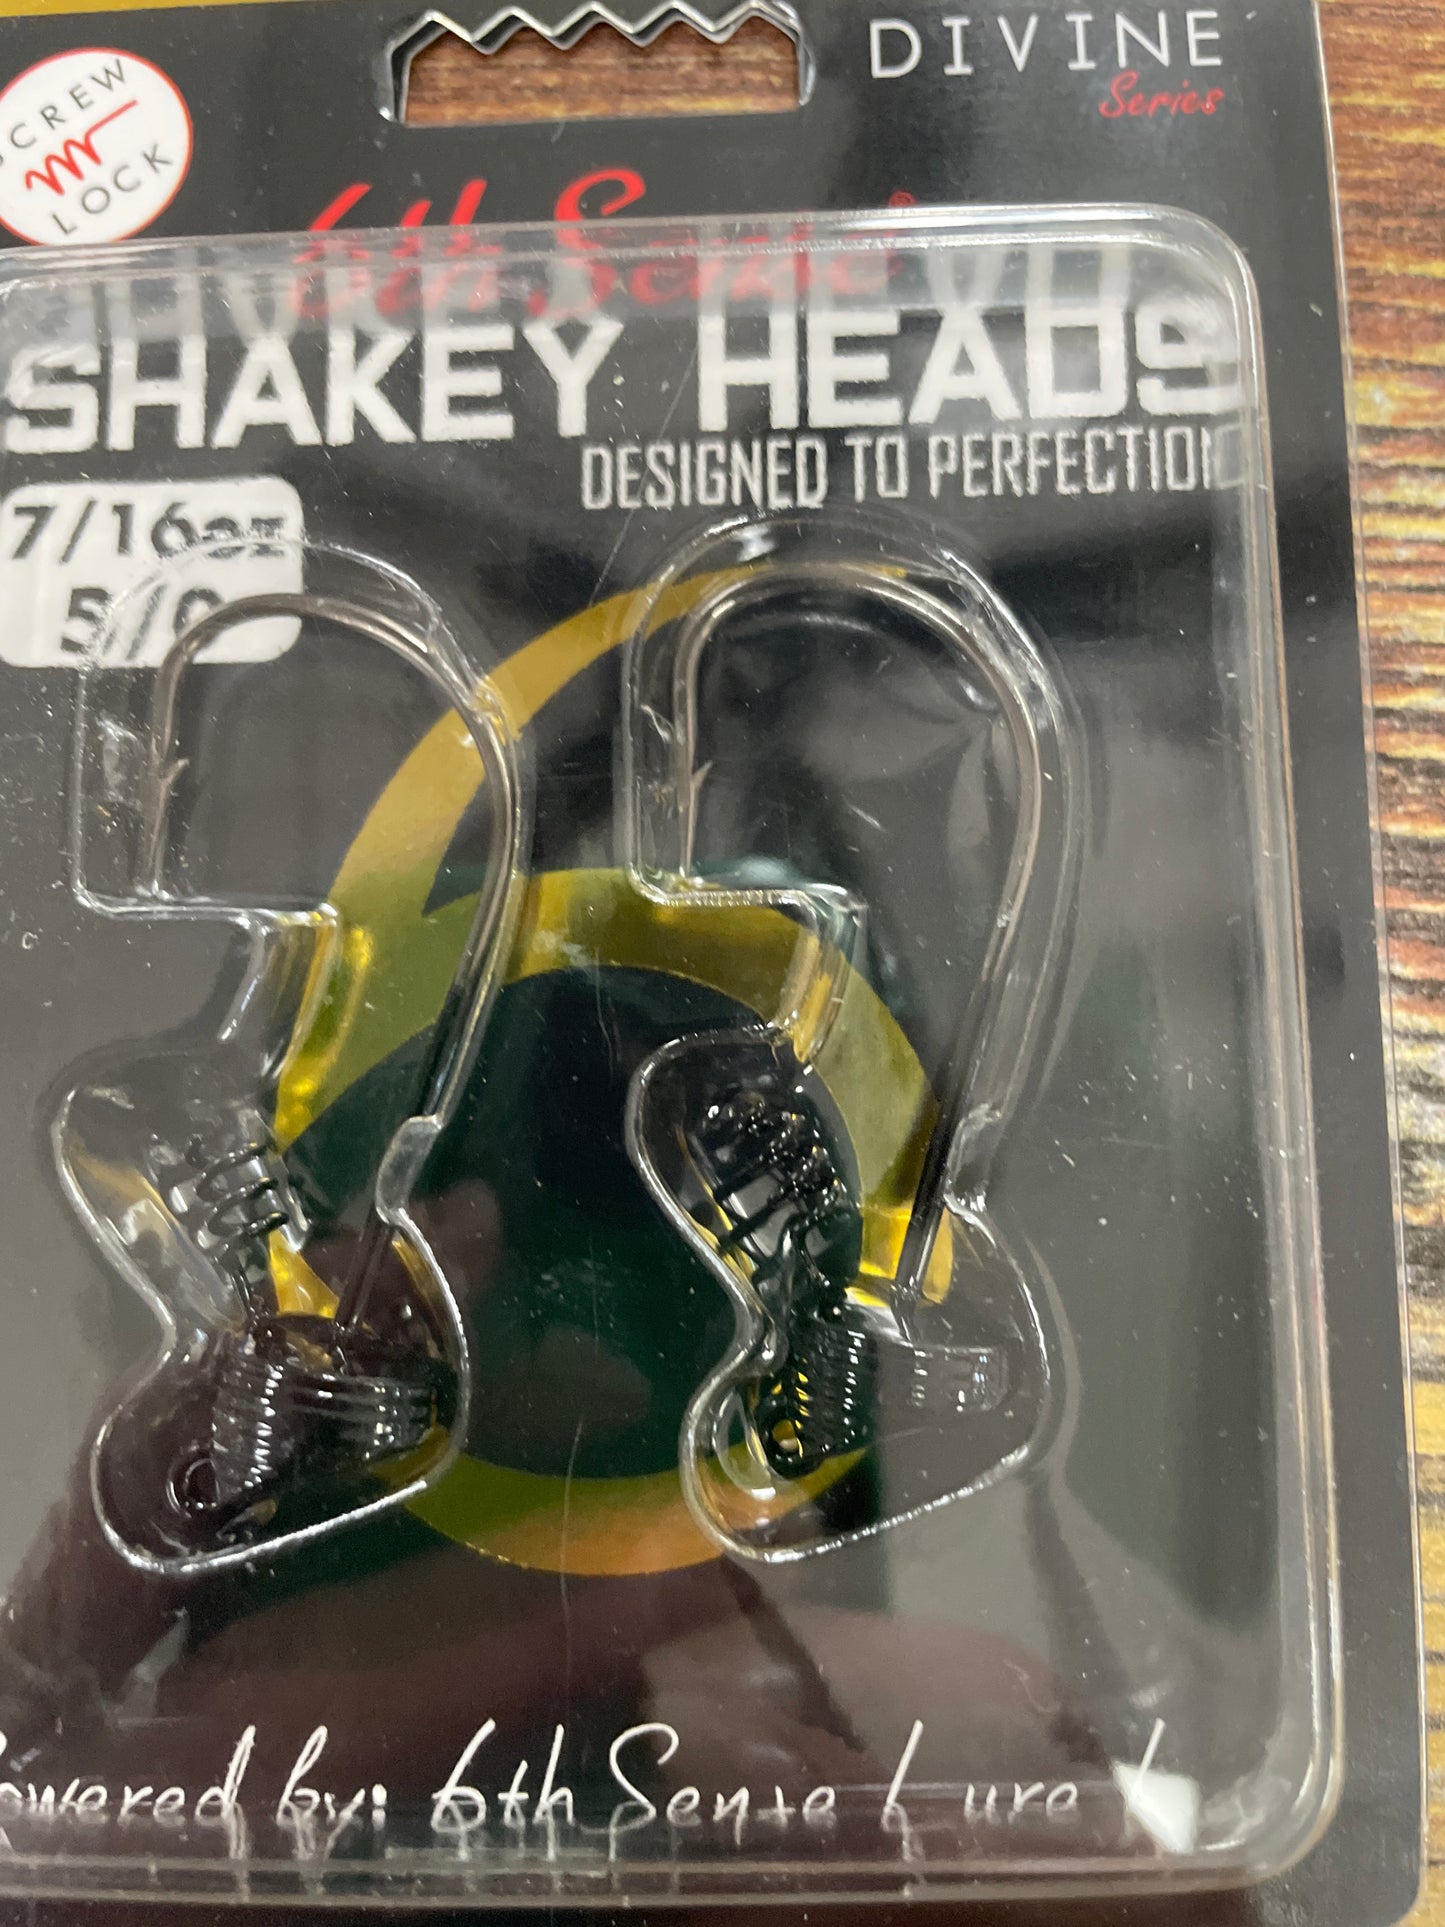 DIVINE
Series
SCREW
LOCK
6th Sense®
SHAKEY HEADS
DESIGNED TO PERFECTION
7/16oz
5/0
Powered by: 6th Sense Lure